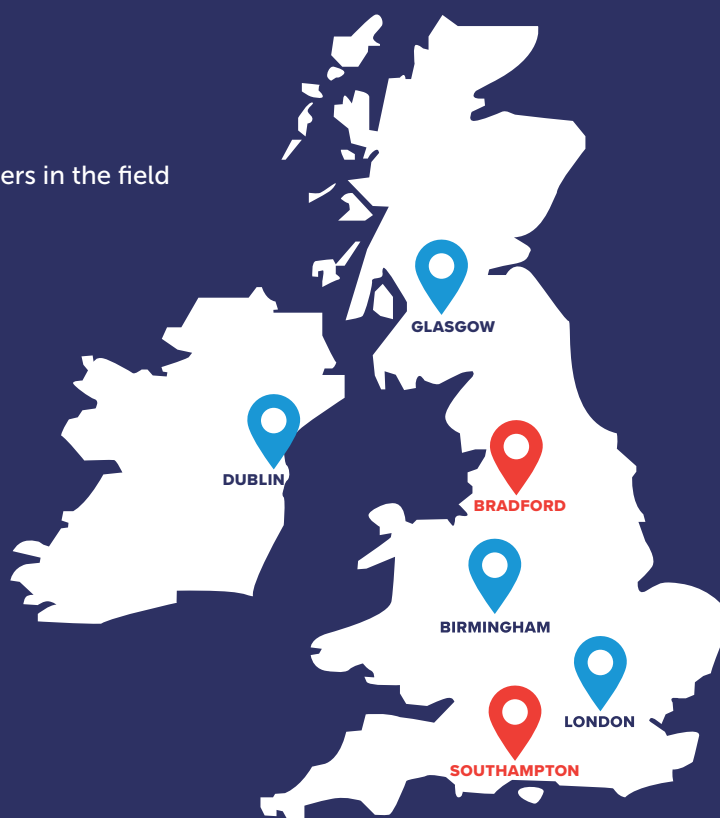 ers in the field
GLASGOW
DUBLIN
BRADFORD
BIRMINGHAM
LONDON
SOUTHAMPTON